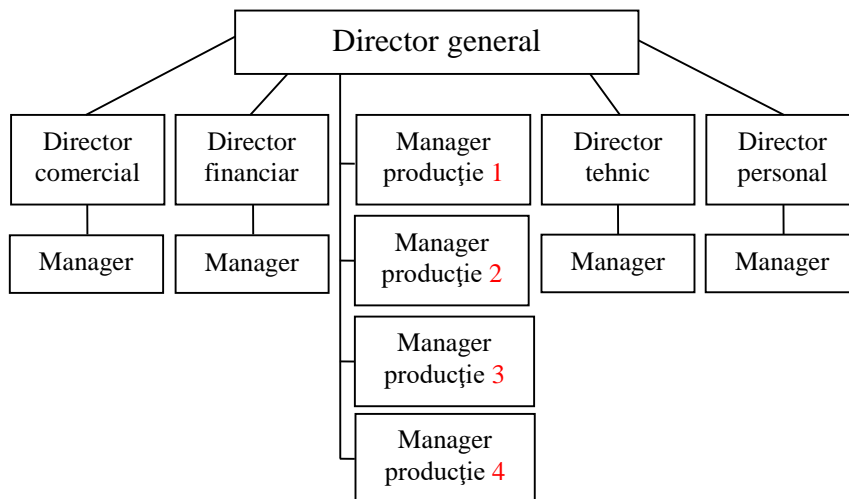 Director general
Director
comercial
Director
financiar
Manager
producţie 1
Director
tehnic
Director
personal
Manager
Manager
Manager
producţie 2
Manager
Manager
Manager
producţie 3
Manager
producţie 4